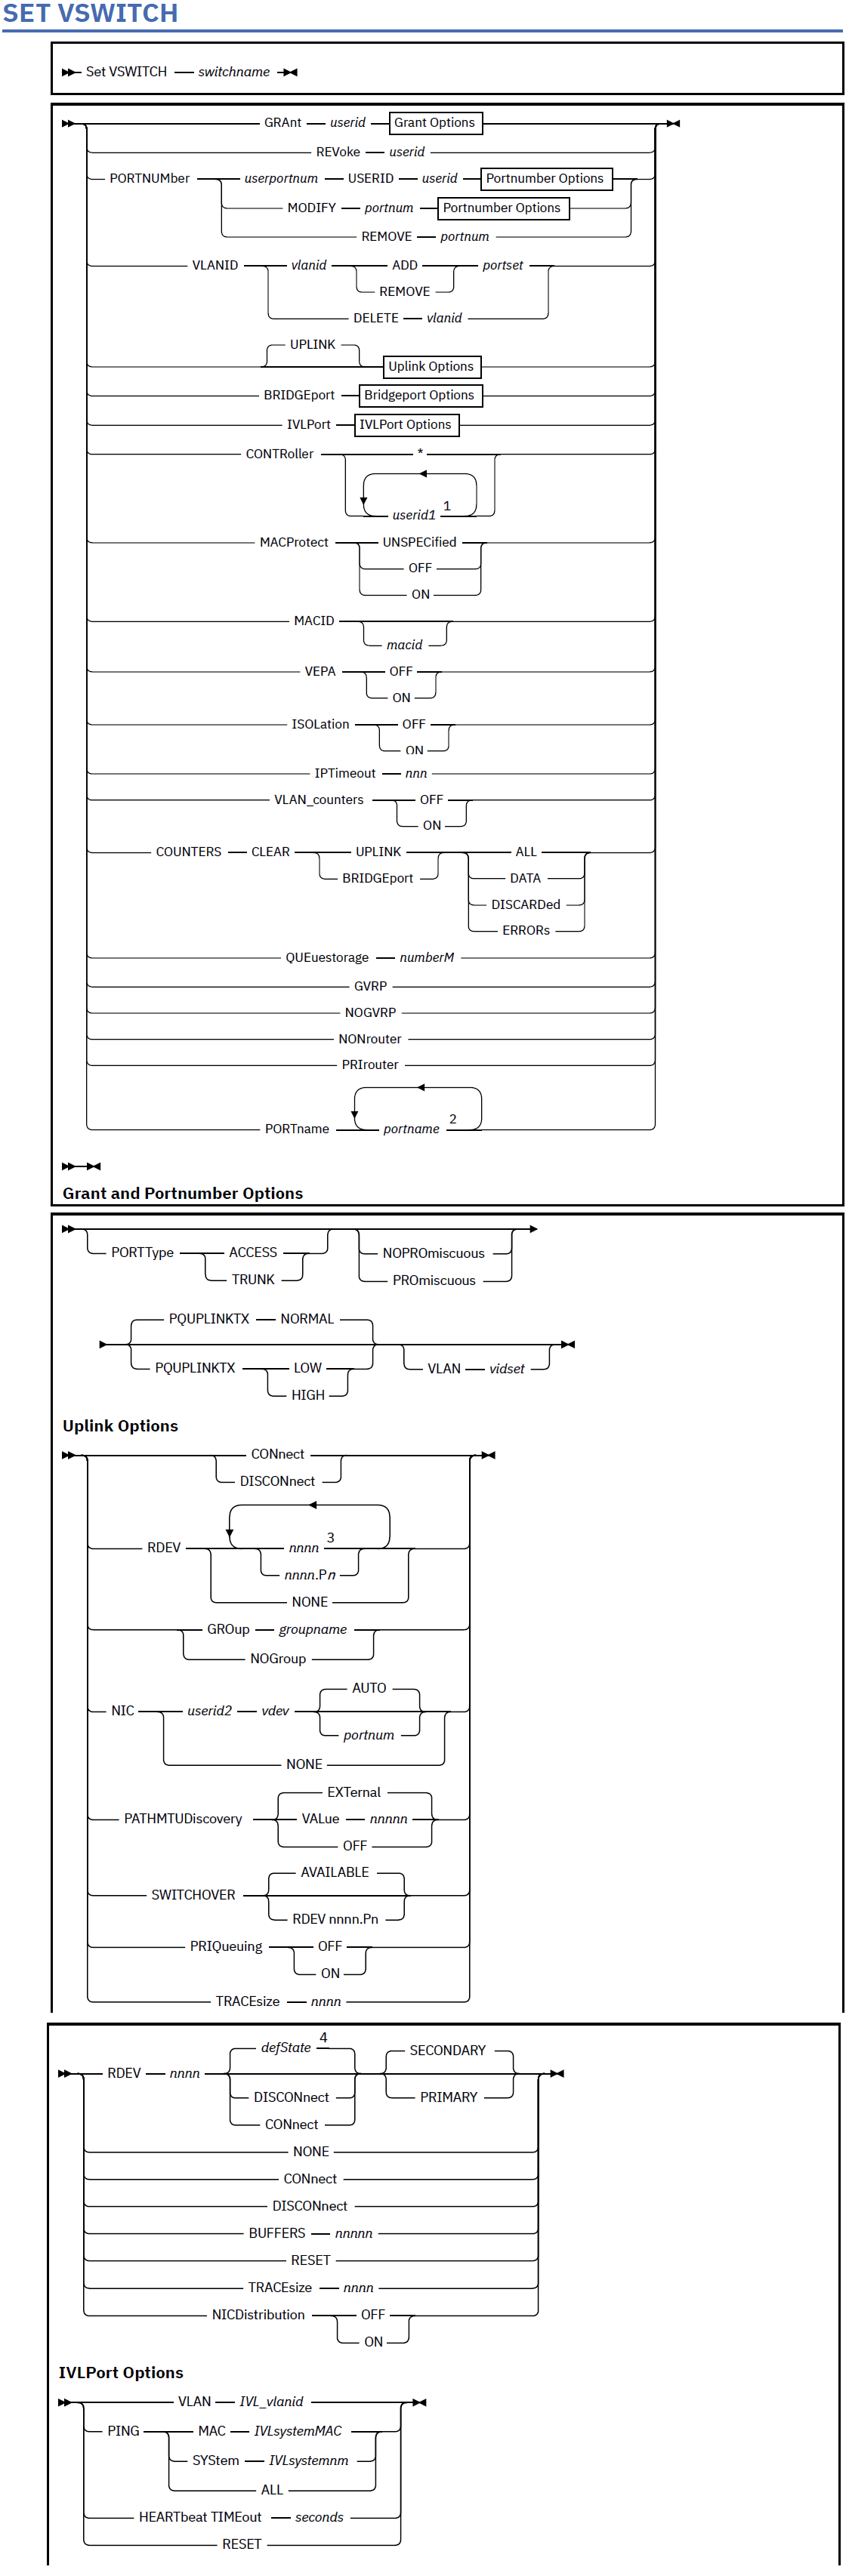 SET VSWITCH
Set VSWITCH switchname
GRAnt userid Grant Options
REVoke userid
PORTNUMber userportnum USERID userid Portnumber Options
MODIFY portnum Portnumber Options
REMOVE portnum
VLANID vlanid ADD portset
REMOVE
DELETE vlanid
UPLINK
Uplink Options
BRIDGEport Bridgeport Options
IVLPort IVLPort Options
CONTRoller *
userid1 1
MACProtect UNSPECified
OFF
ON
MACID
macid
VEPA OFF
ON
ISOLation OFF
ON
IPTimeout nnn
VLAN_counters OFF
ON
COUNTERS CLEAR UPLINK ALL
BRIDGEport DATA
DISCARDed
ERRORs
QUEuestorage numberM
GVRP
NOGVRP
NONrouter
PRIrouter
PORTname portname 2
Grant and Portnumber Options
PORTType ACCESS NOPROmiscuous
TRUNK PROmiscuous
PQUPLINKTX NORMAL
PQUPLINKTX LOW VLAN vidset
HIGH
Uplink Options
CONnect
DISCONnect
RDEV nnnn 3
nnnn.Pn
NONE
GROup groupname
NOGroup
AUTO
NIC userid2 vdev
portnum
NONE
EXTernal
PATHMTUDiscovery VALue nnnnn
OFF
AVAILABLE
SWITCHOVER
RDEV nnnn.Pn
PRIQueuing OFF
ON
TRACEsize nnnn
defState 4 SECONDARY
RDEV nnnn
DISCONnect PRIMARY
CONnect
NONE
CONnect
DISCONnect
BUFFERS nnnnn
RESET
TRACEsize nnnn
NICDistribution OFF
ON
IVLPort Options
VLAN IVL_vlanid
PING MAC IVLsystemMAC
SYStem IVLsystemnm
ALL
HEARTbeat TIMEout seconds
RESET